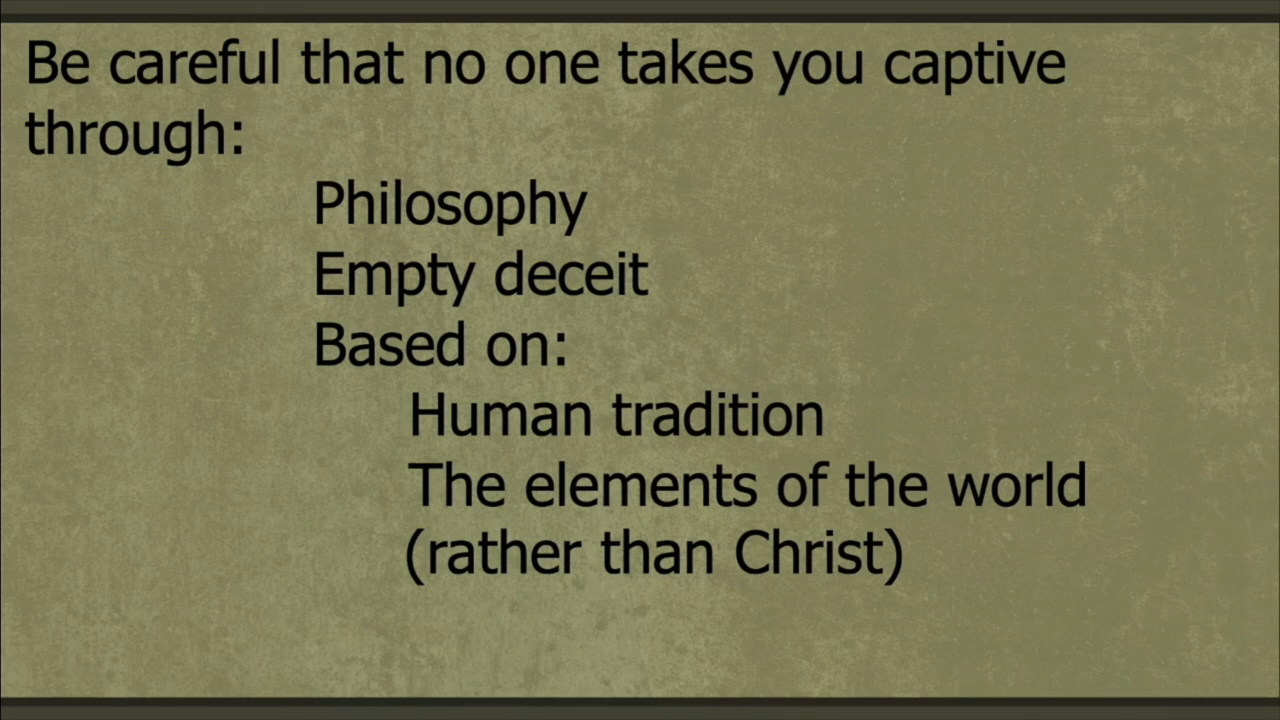 Be careful that no one takes you captive
through:
Philosophy
Empty deceit
Based on:
Human tradition
The elements of the world
(rather than Christ)